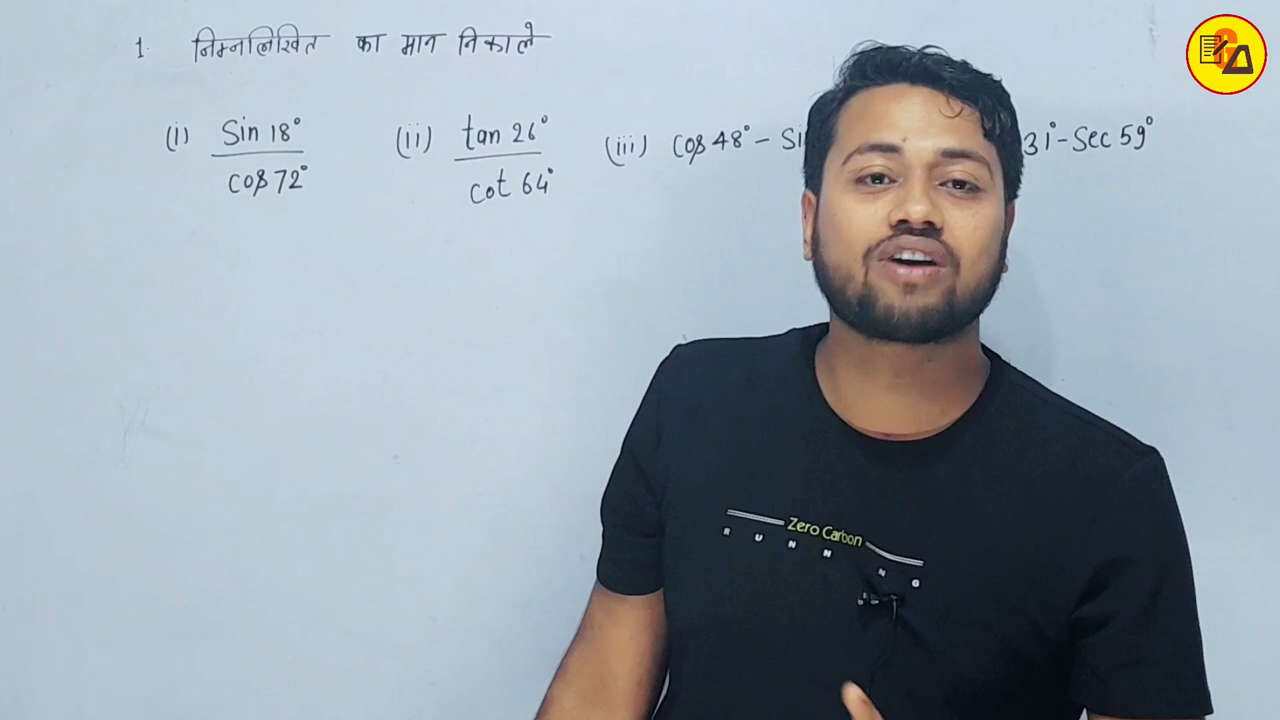 1. निम्नलिखित का मान निकाले
(i) Sin 18° / cos 72° (ii) tan 26° / cot 64° (iii) cos 48° - Si 31° - Sec 59°
Zero Carbon
R U N N N G